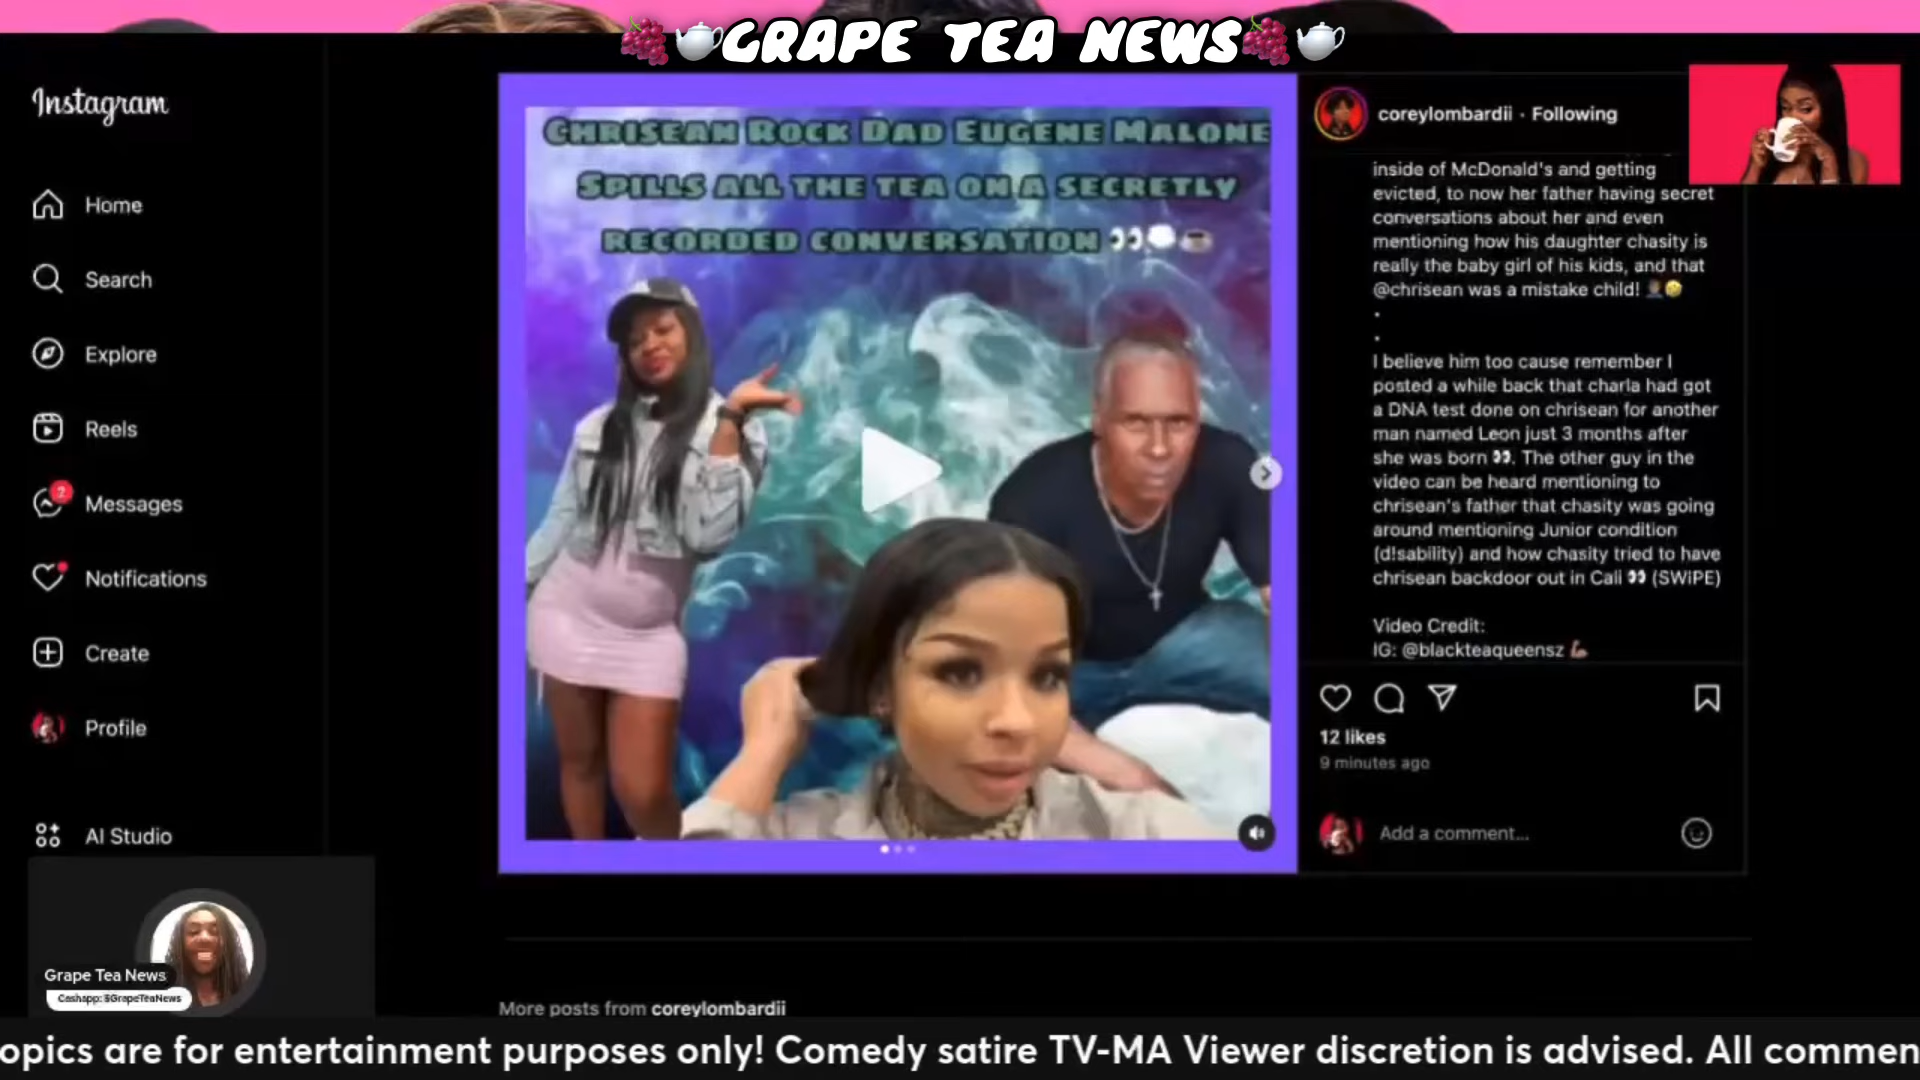 GRAPE TEA NEWS
Instagram
Home
Search
Explore
Reels
2
Messages
Notifications
Create
Profile
AI Studio
Grape Tea News
Cashapp: $GrapeTeaNews
CHRISEAN ROCK DAD EUGENE MALONE
SPILLS ALL THE TEA ON A SECRETLY
RECORDED CONVERSATION 👀💭☕
coreylombardii · Following
inside of McDonald's and getting
evicted, to now her father having secret
conversations about her and even
mentioning how his daughter chasity is
really the baby girl of his kids, and that
@chrisean was a mistake child! 🤦🏾‍♂️🤣
.
.
I believe him too cause remember I
posted a while back that charla had got
a DNA test done on chrisean for another
man named Leon just 3 months after
she was born 👀. The other guy in the
video can be heard mentioning to
chrisean's father that chasity was going
around mentioning Junior condition
(d!sability) and how chasity tried to have
chrisean backdoor out in Cali 👀 (SWiPE)
Video Credit:
IG: @blackteaqueensz 💪🏾
12 likes
9 minutes ago
Add a comment...
More posts from coreylombardii
opics are for entertainment purposes only! Comedy satire TV-MA Viewer discretion is advised. All commen